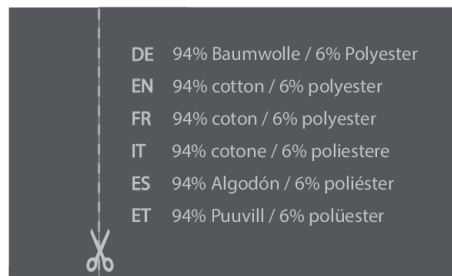 DE 94% Baumwolle / 6% Polyester
EN 94% cotton / 6% polyester
FR 94% coton / 6% polyester
IT 94% cotone / 6% poliestere
ES 94% Algodón / 6% poliéster
ET 94% Puuvill / 6% polüester